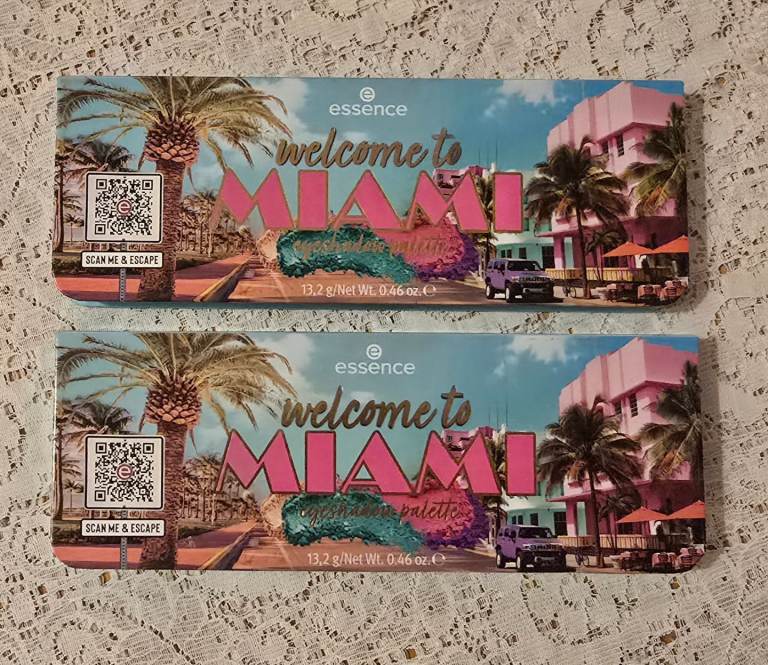 essence
welcome to
MIAMI
eyeshadow palette
SCAN ME & ESCAPE
13,2 g/Net Wt. 0.46 oz. ℮
essence
welcome to
MIAMI
eyeshadow palette
SCAN ME & ESCAPE
13,2 g/Net Wt. 0.46 oz. ℮